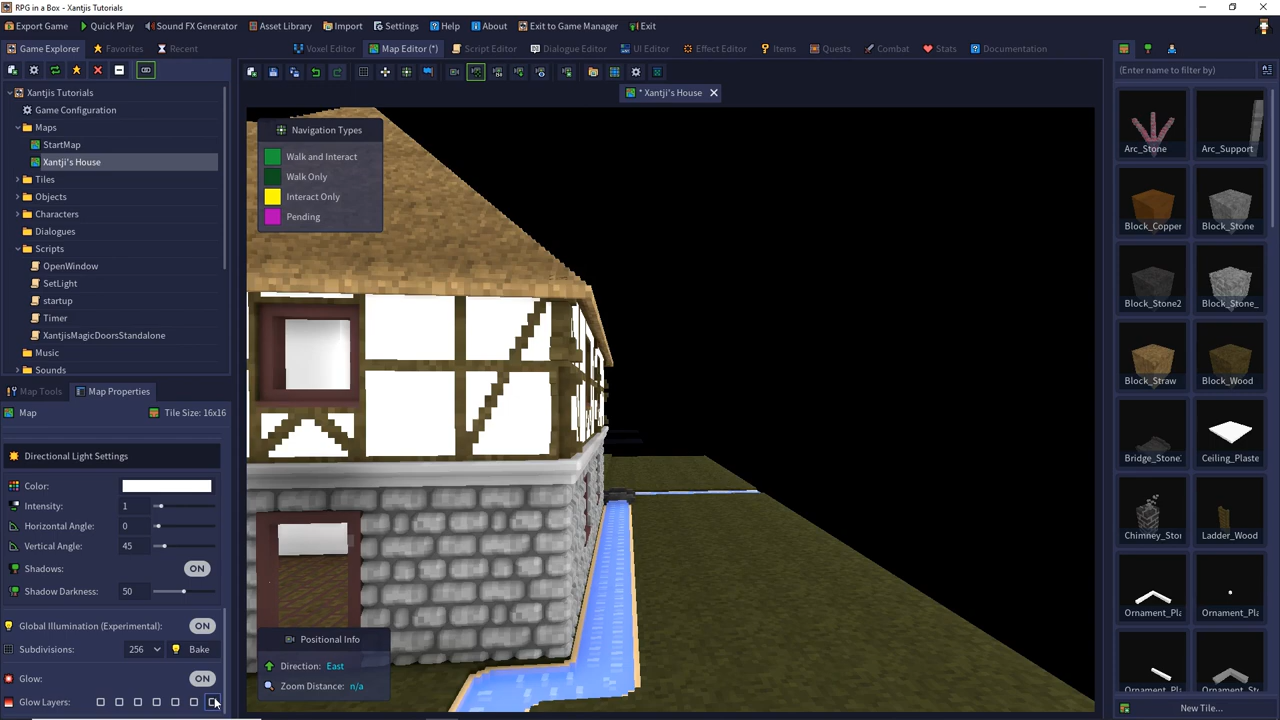 RPG in a Box - Xantjis Tutorials
Export Game Quick Play Sound FX Generator Asset Library Import Settings Help About Exit to Game Manager Exit
Game Explorer Favorites Recent Voxel Editor Map Editor (*) Script Editor Dialogue Editor UI Editor Effect Editor Items Quests Combat Stats Documentation
(Enter name to filter by)
Xantjis Tutorials
* Xantji's House
Game Configuration
Maps
StartMap
Xantji's House
Tiles
Objects
Characters
Dialogues
Scripts
OpenWindow
SetLight
startup
Timer
XantjisMagicDoorsStandalone
Music
Sounds
Map Tools Map Properties
Map Tile Size: 16x16
Directional Light Settings
Color:
Intensity: 1
Horizontal Angle: 0
Vertical Angle: 45
Shadows: ON
Shadow Darkness: 50
Global Illumination (Experimental): ON
Subdivisions: 256 Bake
Glow: ON
Glow Layers:
Navigation Types
Walk and Interact
Walk Only
Interact Only
Pending
Positional Info
Direction: East
Zoom Distance: n/a
Arc_Stone Arc_Support
Block_Copper Block_Stone
Block_Stone2 Block_Stone_
Block_Straw Block_Wood
Bridge_Stone Ceiling_Plaste
Chimney_Stor Ladder_Wood
Ornament_Pla Ornament_Pla
Ornament_Pla Ornament_St
New Tile...